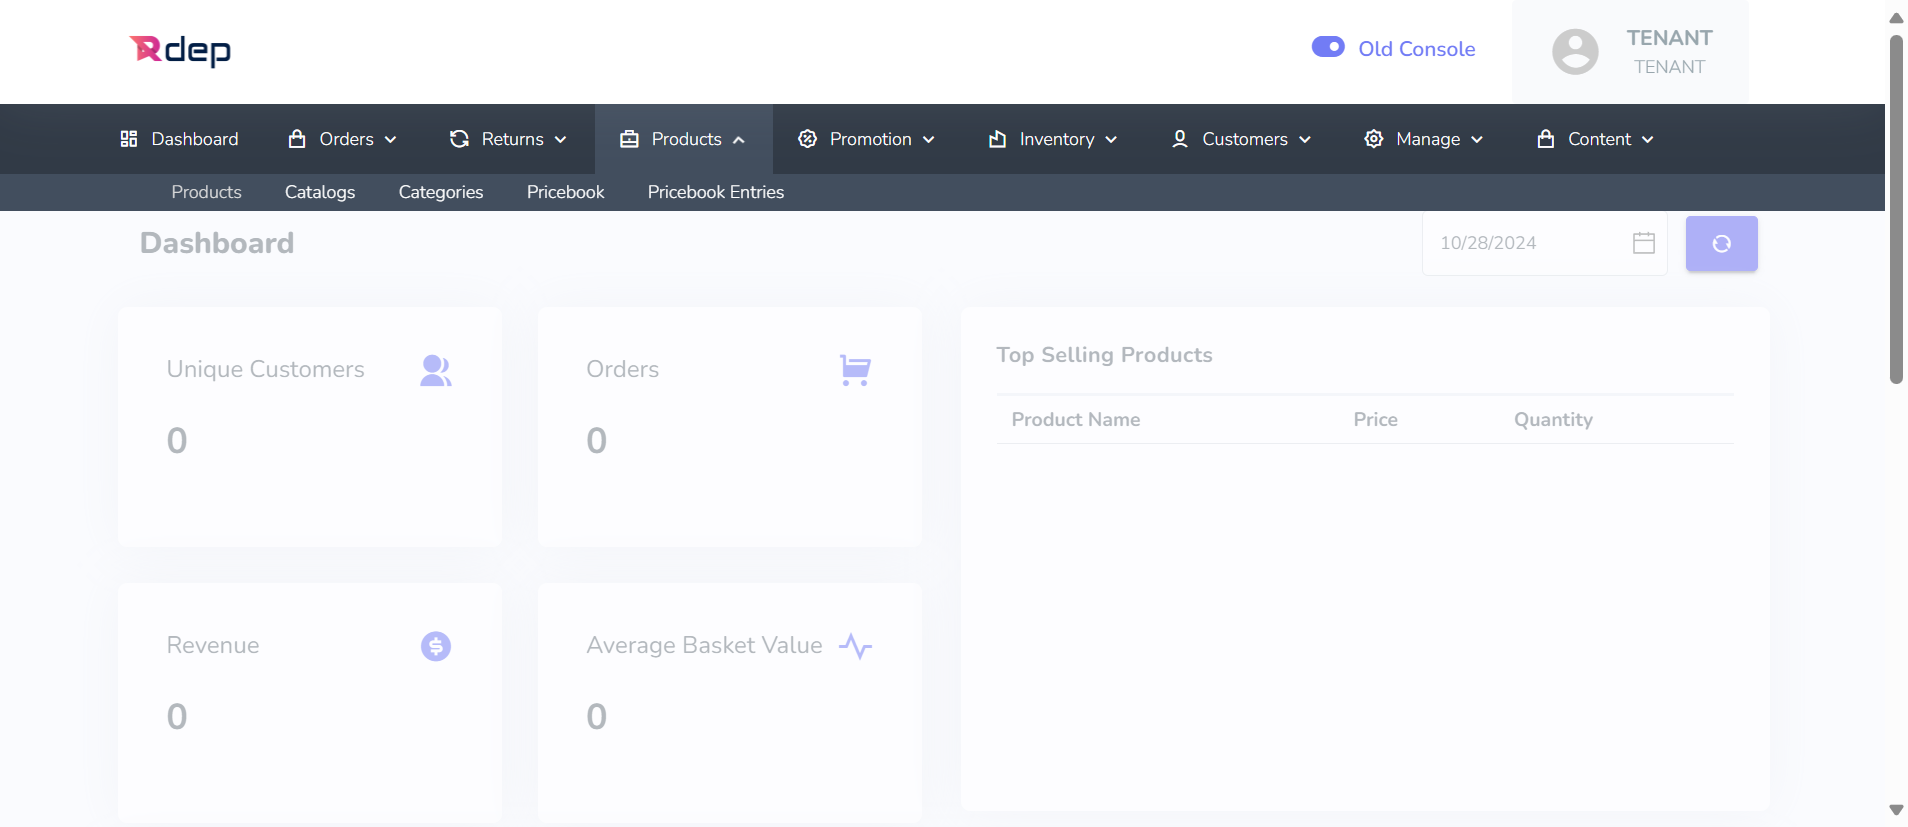 Rdep
Old Console
TENANT
TENANT
Dashboard Orders Returns Products Promotion Inventory Customers Manage Content
Products Catalogs Categories Pricebook Pricebook Entries
Dashboard
10/28/2024
Unique Customers
0
Orders
0
Top Selling Products
Product Name Price Quantity
Revenue
0
Average Basket Value
0